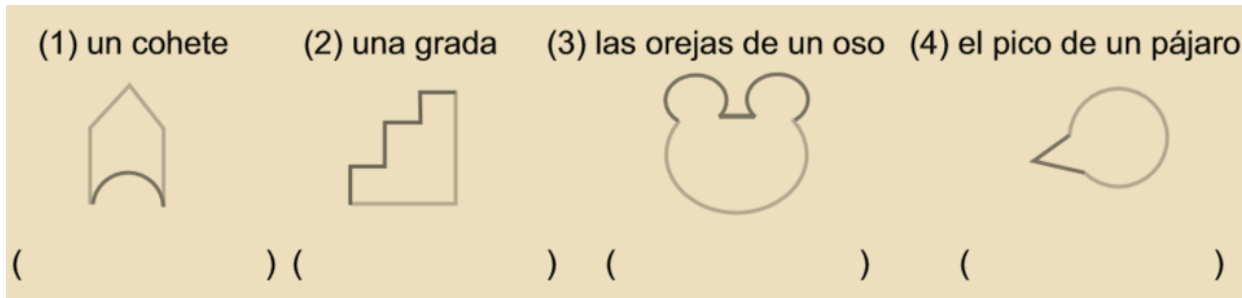 (1) un cohete (2) una grada (3) las orejas de un oso (4) el pico de un pájaro
( ) ( ) ( ) ( )